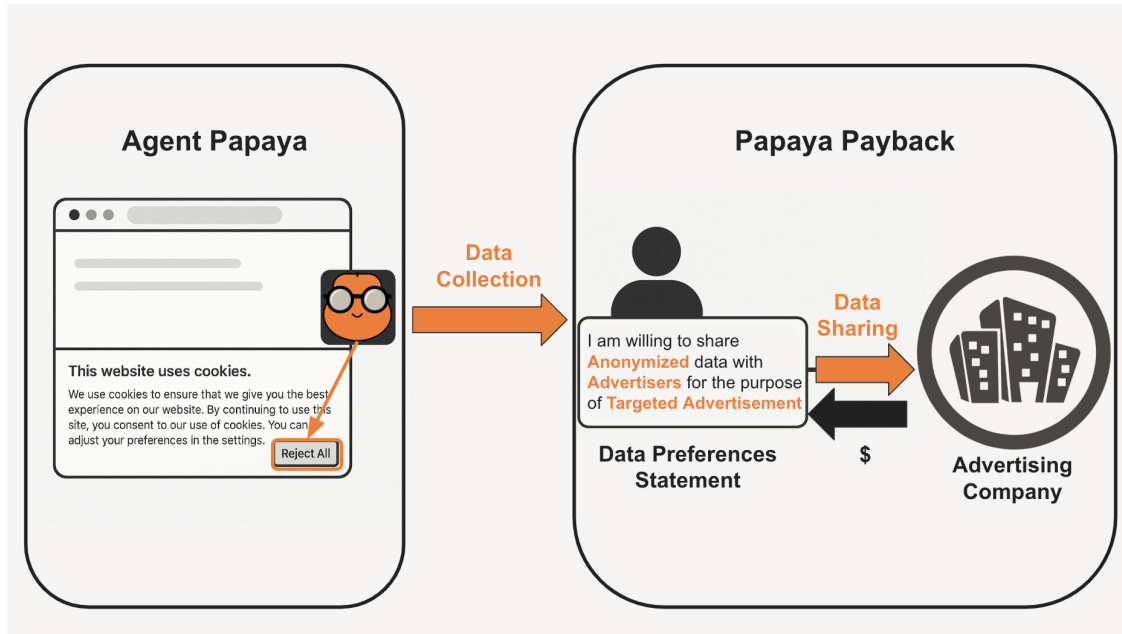 Agent Papaya
This website uses cookies.
We use cookies to ensure that we give you the best
experience on our website. By continuing to use this
site, you consent to our use of cookies. You can
adjust your preferences in the settings.
Reject All
Data
Collection
Papaya Payback
I am willing to share
Anonymized data with
Advertisers for the purpose
of Targeted Advertisement
Data Preferences
Statement
Data
Sharing
$
Advertising
Company